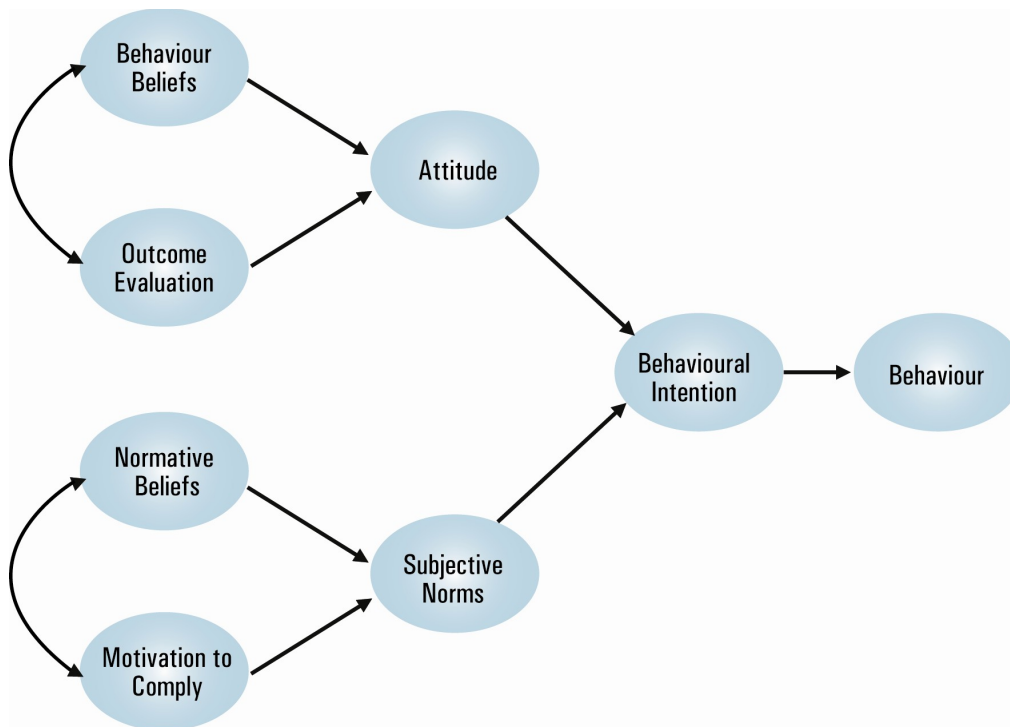 Behaviour
Beliefs
Attitude
Outcome
Evaluation
Behavioural
Intention
Behaviour
Normative
Beliefs
Subjective
Norms
Motivation to
Comply